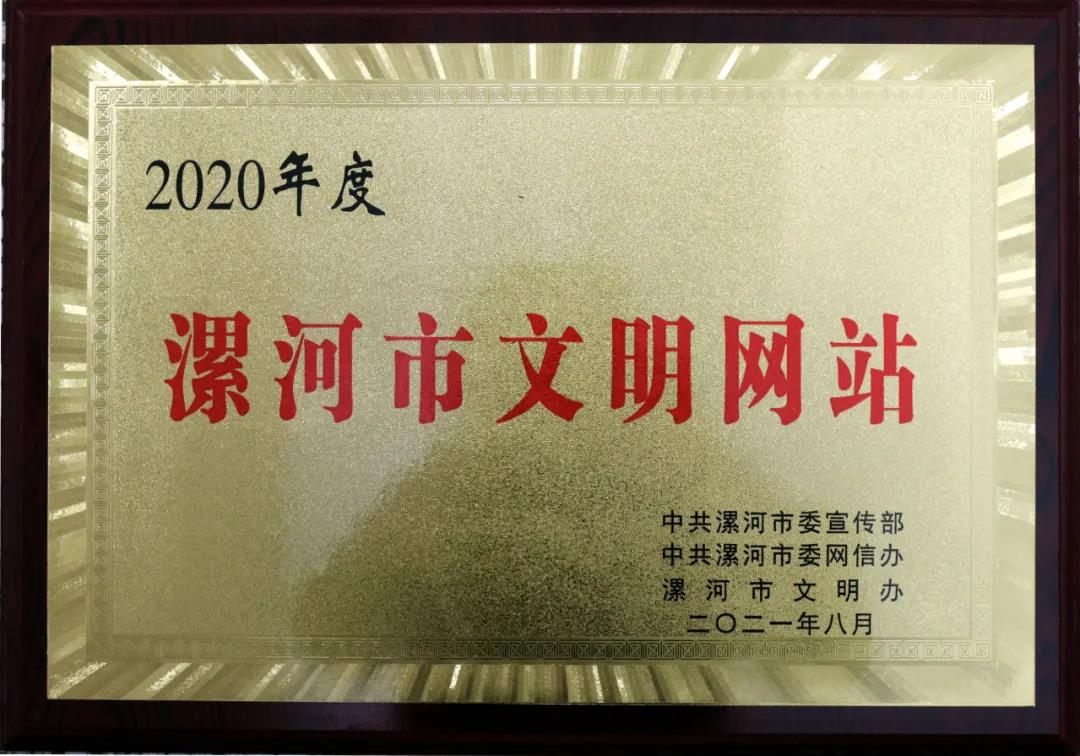 2020年度
漯河市文明网站
中共漯河市委宣传部
中共漯河市委网信办
漯河市文明办
二〇二一年八月